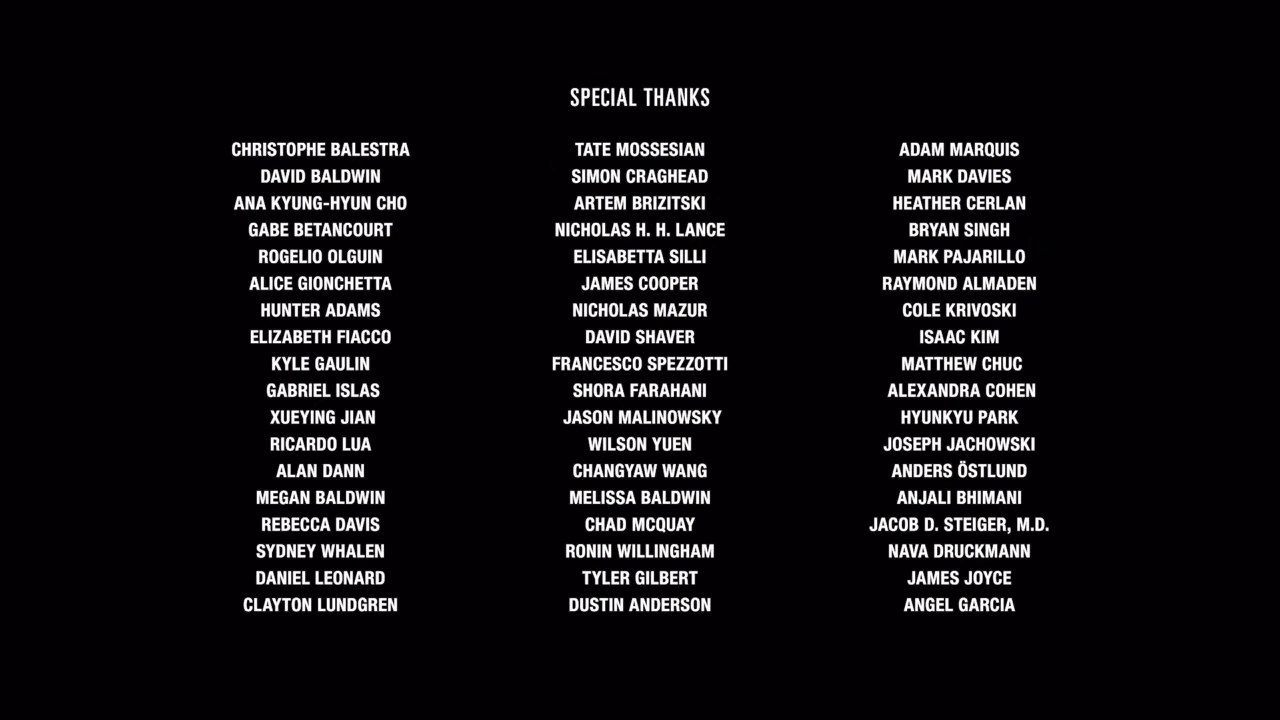 SPECIAL THANKS
CHRISTOPHE BALESTRA
DAVID BALDWIN
ANA KYUNG-HYUN CHO
GABE BETANCOURT
ROGELIO OLGUIN
ALICE GIONCHETTA
HUNTER ADAMS
ELIZABETH FIACCO
KYLE GAULIN
GABRIEL ISLAS
XUEYING JIAN
RICARDO LUA
ALAN DANN
MEGAN BALDWIN
REBECCA DAVIS
SYDNEY WHALEN
DANIEL LEONARD
CLAYTON LUNDGREN
TATE MOSSESIAN
SIMON CRAGHEAD
ARTEM BRIZITSKI
NICHOLAS H. H. LANCE
ELISABETTA SILLI
JAMES COOPER
NICHOLAS MAZUR
DAVID SHAVER
FRANCESCO SPEZZOTTI
SHORA FARAHANI
JASON MALINOWSKY
WILSON YUEN
CHANGYAW WANG
MELISSA BALDWIN
CHAD MCQUAY
RONIN WILLINGHAM
TYLER GILBERT
DUSTIN ANDERSON
ADAM MARQUIS
MARK DAVIES
HEATHER CERLAN
BRYAN SINGH
MARK PAJARILLO
RAYMOND ALMADEN
COLE KRIVOSKI
ISAAC KIM
MATTHEW CHUC
ALEXANDRA COHEN
HYUNKYU PARK
JOSEPH JACHOWSKI
ANDERS ÖSTLUND
ANJALI BHIMANI
JACOB D. STEIGER, M.D.
NAVA DRUCKMANN
JAMES JOYCE
ANGEL GARCIA